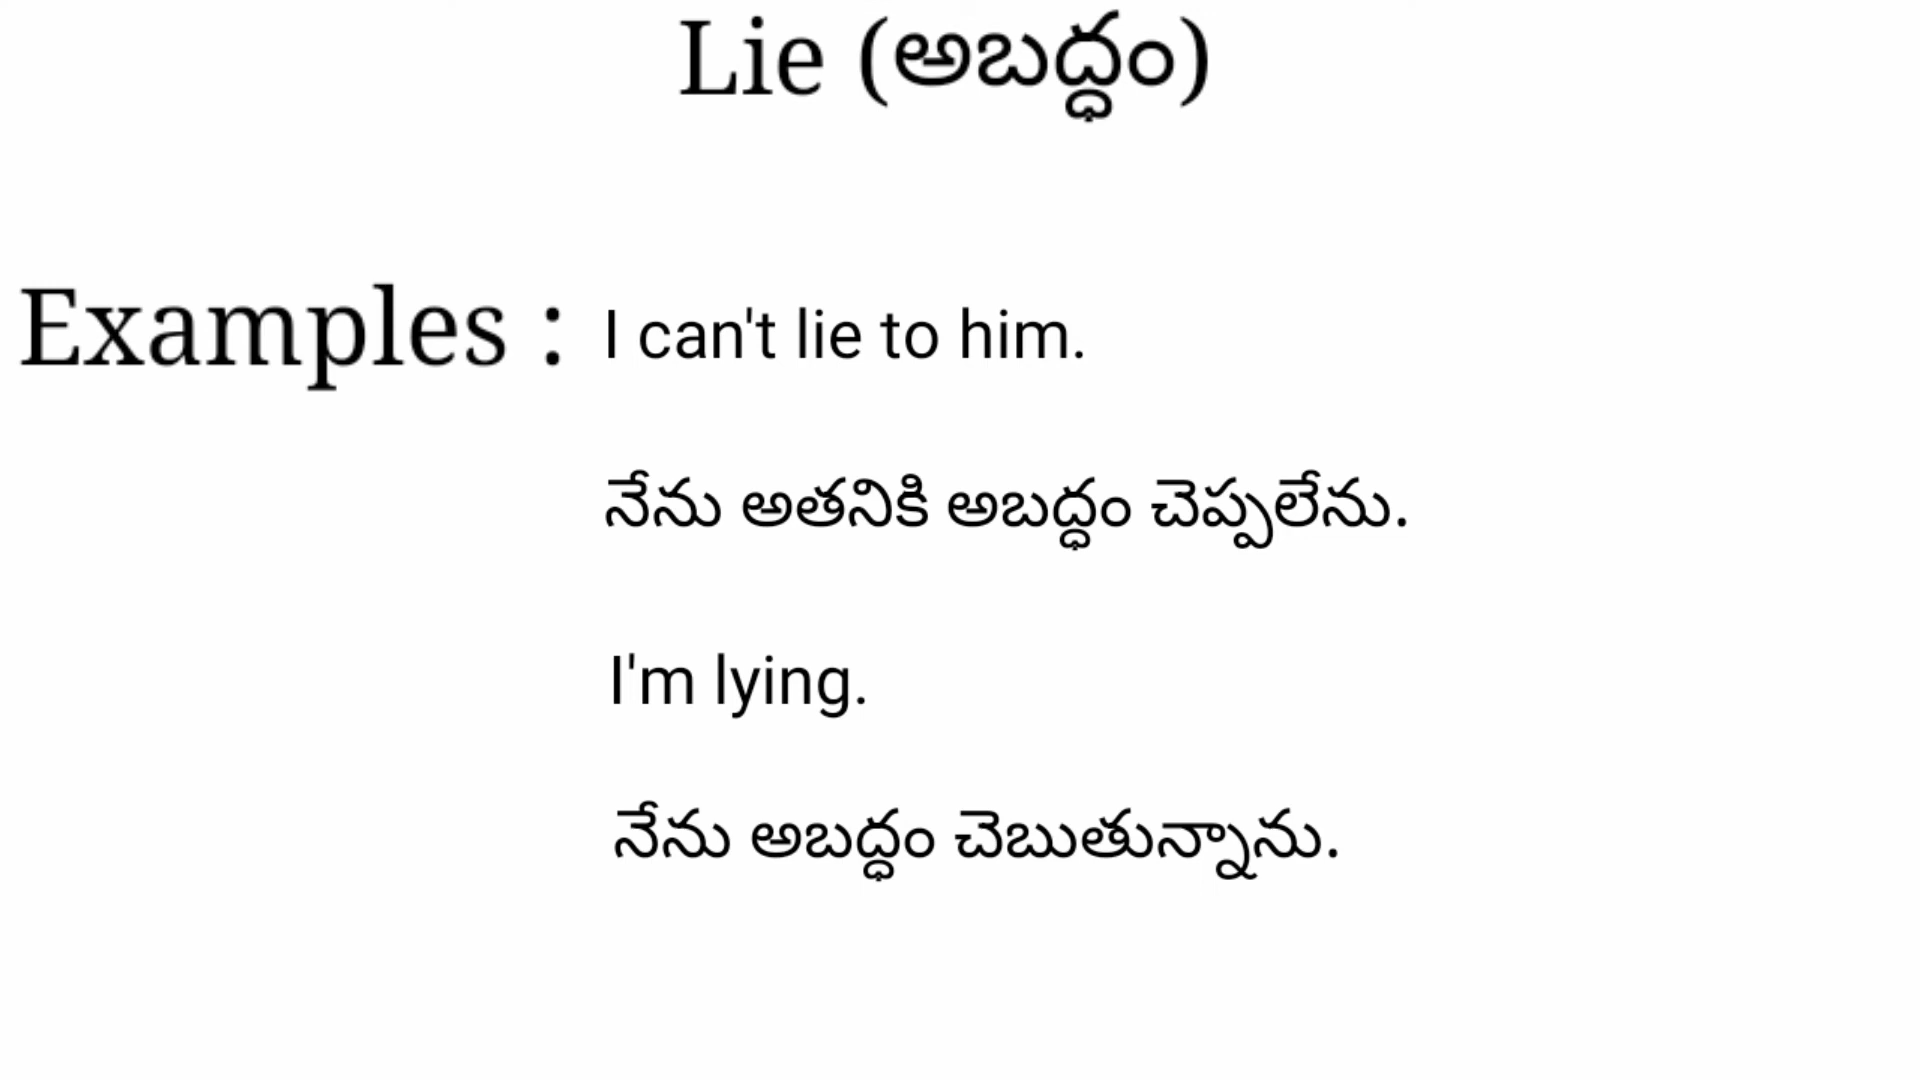 Lie (అబద్ధం)
Examples : I can't lie to him.
నేను అతనికి అబద్ధం చెప్పలేను.
I'm lying.
నేను అబద్ధం చెబుతున్నాను.